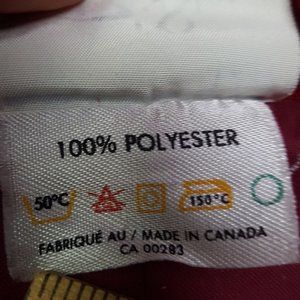 100% POLYESTER
50°C 150°C
FABRIQUÉ AU / MADE IN CANADA
CA 00283